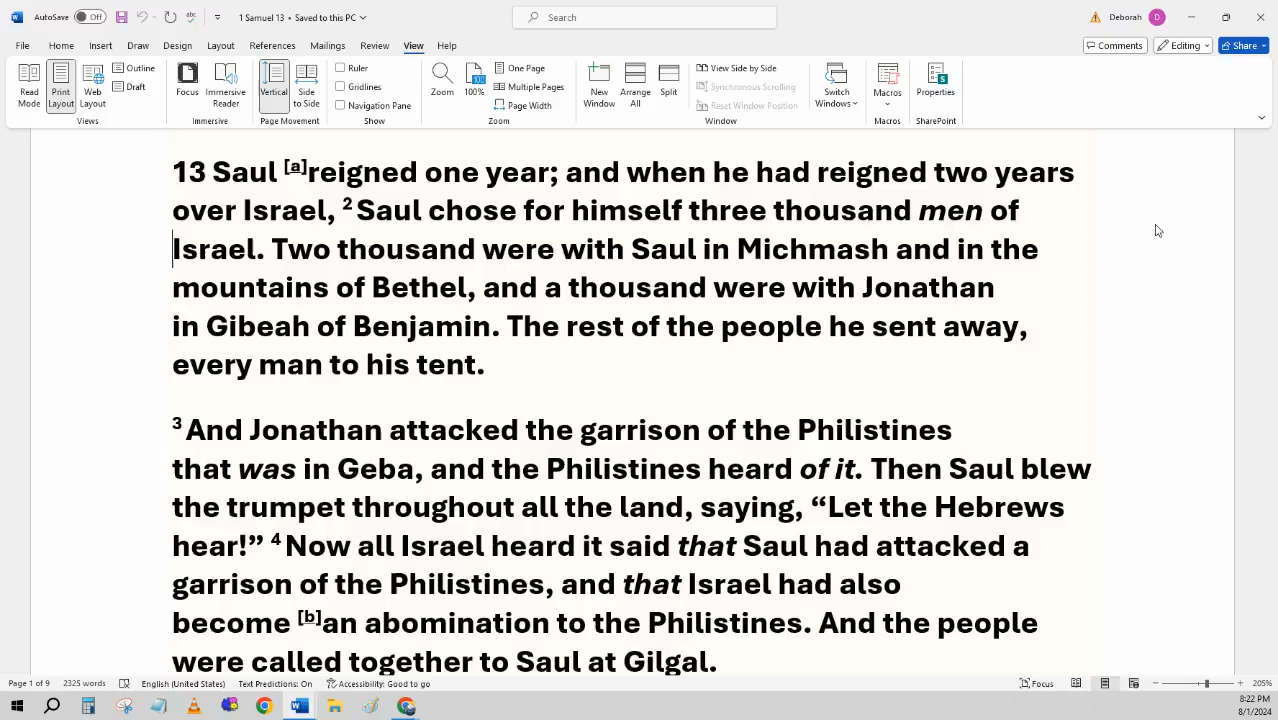 AutoSave Off 1 Samuel 13 • Saved to this PC Search Deborah D
File Home Insert Draw Design Layout References Mailings Review View Help Comments Editing Share
Read Mode Print Layout Web Layout Outline Draft Focus Immersive Reader Vertical Side to Side Ruler Gridlines Navigation Pane Zoom 100 100% One Page Multiple Pages Page Width New Window Arrange All Split View Side by Side Synchronous Scrolling Reset Window Position Switch Windows Macros Properties
Views Immersive Page Movement Show Zoom Window Macros SharePoint
13 Saul [a]reigned one year; and when he had reigned two years
over Israel, 2 Saul chose for himself three thousand men of
Israel. Two thousand were with Saul in Michmash and in the
mountains of Bethel, and a thousand were with Jonathan
in Gibeah of Benjamin. The rest of the people he sent away,
every man to his tent.
3 And Jonathan attacked the garrison of the Philistines
that was in Geba, and the Philistines heard of it. Then Saul blew
the trumpet throughout all the land, saying, “Let the Hebrews
hear!” 4 Now all Israel heard it said that Saul had attacked a
garrison of the Philistines, and that Israel had also
become [b]an abomination to the Philistines. And the people
were called together to Saul at Gilgal.
Page 1 of 9 2325 words English (United States) Text Predictions: On Accessibility: Good to go Focus 205%
8:22 PM
8/1/2024